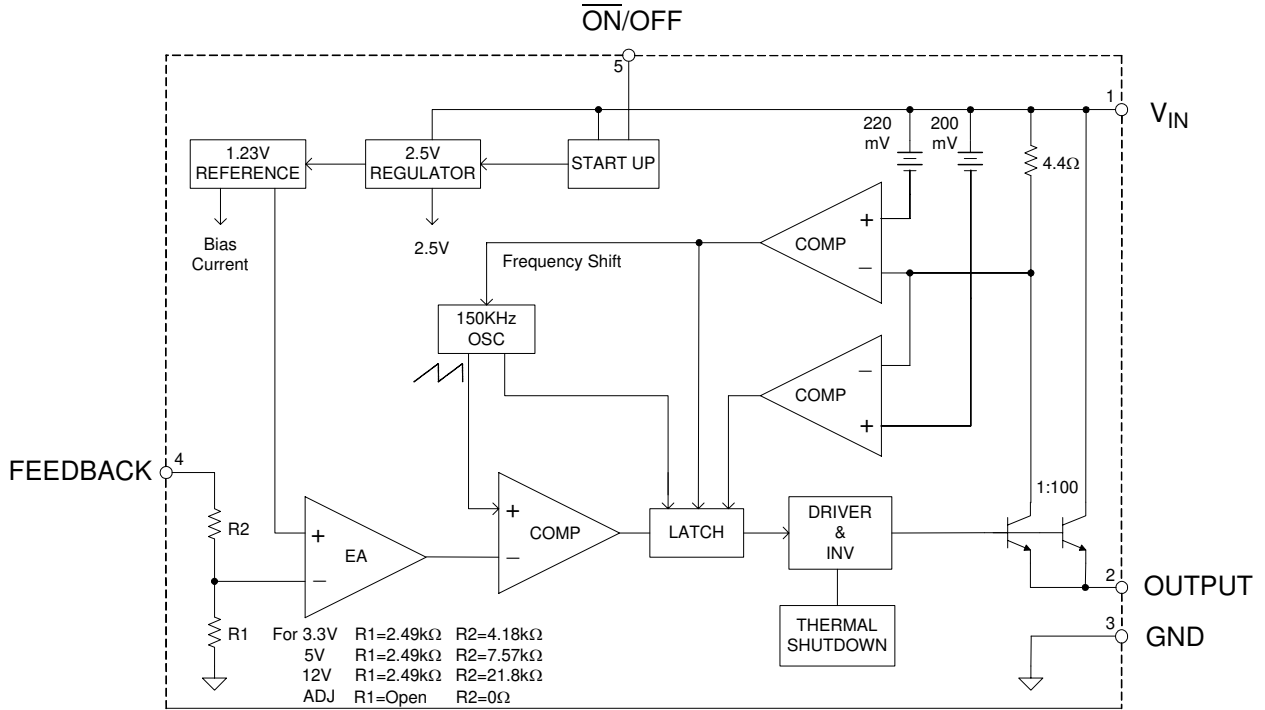 ON/OFF
5
1
VIN
220
mV
200
mV
4.4Ω
1.23V
REFERENCE
2.5V
REGULATOR
START UP
Bias
Current
2.5V
Frequency Shift
+
COMP
−
150KHz
OSC
−
COMP
+
FEEDBACK
4
R2
R1
+
EA
−
+
COMP
−
LATCH
DRIVER
&
INV
THERMAL
SHUTDOWN
1:100
2
OUTPUT
3
GND
For 3.3V R1=2.49kΩ R2=4.18kΩ
5V R1=2.49kΩ R2=7.57kΩ
12V R1=2.49kΩ R2=21.8kΩ
ADJ R1=Open R2=0Ω